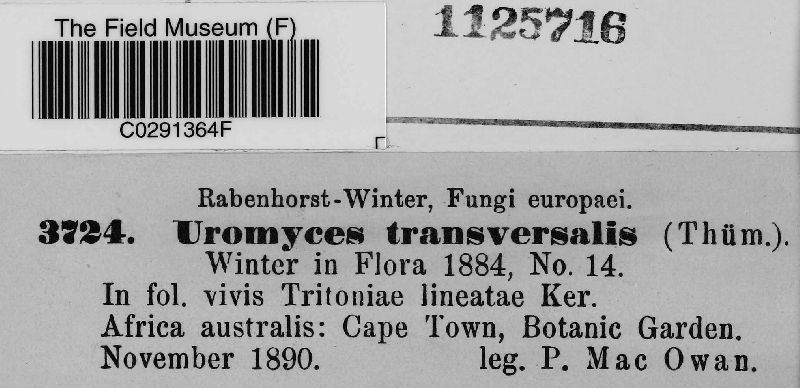 The Field Museum (F)
C0291364F
1125716
Rabenhorst-Winter, Fungi europaei.
3724. Uromyces transversalis (Thüm.).
Winter in Flora 1884, No. 14.
In fol. vivis Tritoniae lineatae Ker.
Africa australis: Cape Town, Botanic Garden.
November 1890. leg. P. Mac Owan.